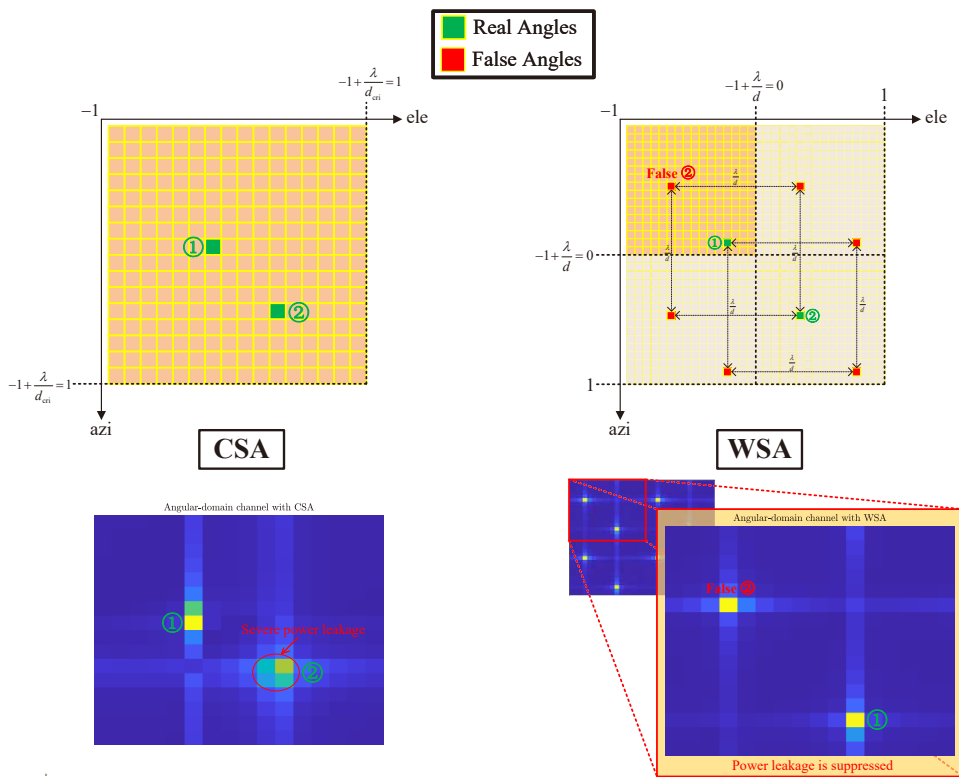 Real Angles
False Angles
−1 + λ/d_cri = 1
−1
ele
①
②
−1 + λ/d_cri = 1
azi
CSA
−1 + λ/d = 0
−1
1
ele
False ②
λ/d
①
λ/d
−1 + λ/d = 0
λ/d
λ/d
λ/d
λ/d
②
λ/d
λ/d
1
azi
WSA
Angular-domain channel with CSA
①
Severe power leakage
②
Angular-domain channel with WSA
False ②
①
Power leakage is suppressed